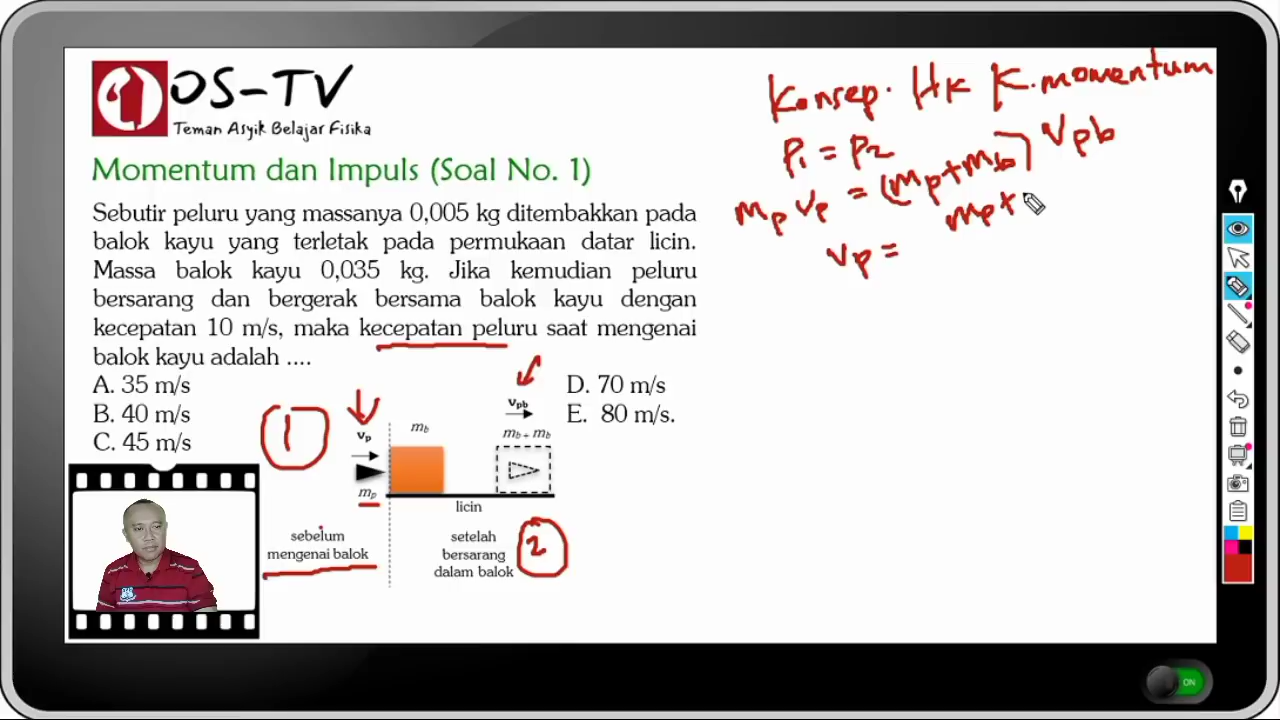 OS-TV
Teman Asyik Belajar Fisika
Momentum dan Impuls (Soal No. 1)
Sebutir peluru yang massanya 0,005 kg ditembakkan pada
balok kayu yang terletak pada permukaan datar licin.
Massa balok kayu 0,035 kg. Jika kemudian peluru
bersarang dan bergerak bersama balok kayu dengan
kecepatan 10 m/s, maka kecepatan peluru saat mengenai
balok kayu adalah ....
A. 35 m/s
B. 40 m/s
C. 45 m/s
D. 70 m/s
E. 80 m/s.
1
vp
mb
mp
vpb
mb + mb
licin
sebelum
mengenai balok
setelah
bersarang
dalam balok
2
Konsep. Hk K. momentum
P1 = P2
mp vp = (mp+mb) vpb
vp = mp+
ON